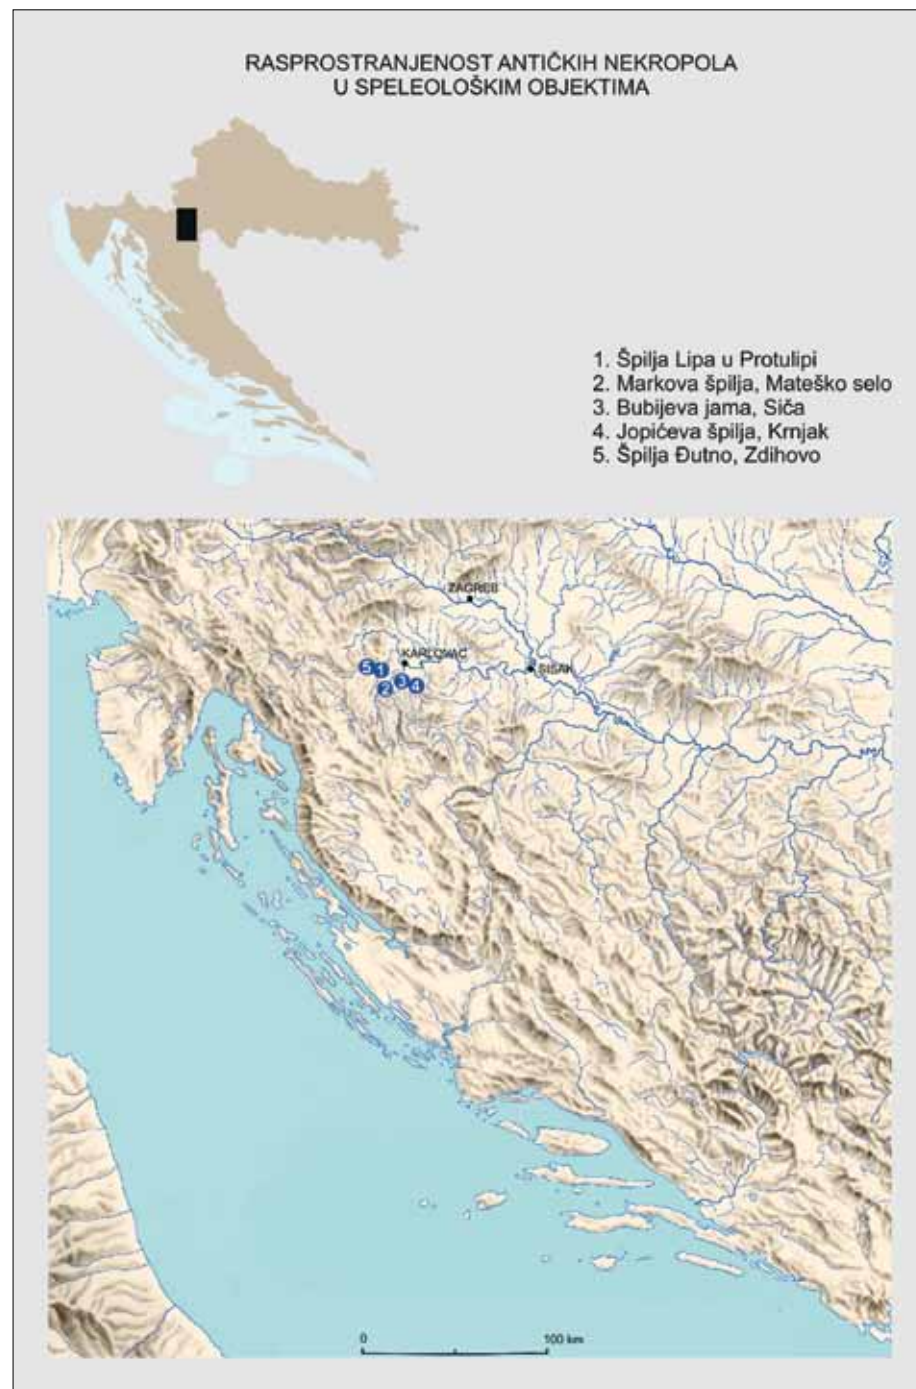 RASPROSTRANJENOST ANTIČKIH NEKROPOLA
U SPELEOLOŠKIM OBJEKTIMA
1. Špilja Lipa u Protulipi
2. Markova špilja, Mateško selo
3. Bubijeva jama, Siča
4. Jopićeva špilja, Krnjak
5. Špilja Đutno, Zdihovo
ZAGREB
KARLOVAC
SISAK
5 1
2 3 4
0 100 km